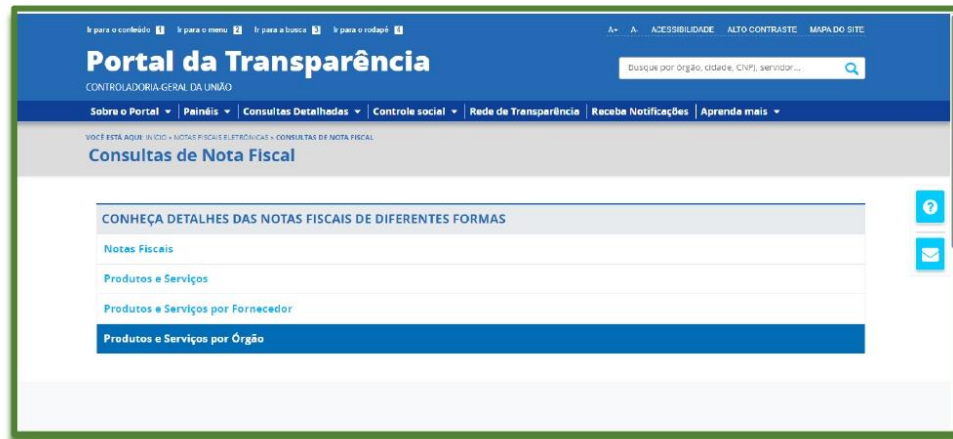 Ir para o conteúdo 1 Ir para o menu 2 Ir para a busca 3 Ir para o rodapé 4
A+ A- ACESSIBILIDADE ALTO CONTRASTE MAPA DO SITE
Portal da Transparência
Busque por órgão, cidade, CNPJ, servidor...
CONTROLADORIA-GERAL DA UNIÃO
Sobre o Portal Painéis Consultas Detalhadas Controle social Rede de Transparência Receba Notificações Aprenda mais
VOCÊ ESTÁ AQUI: INÍCIO » NOTAS FISCAIS ELETRÔNICAS » CONSULTAS DE NOTA FISCAL
Consultas de Nota Fiscal
CONHEÇA DETALHES DAS NOTAS FISCAIS DE DIFERENTES FORMAS
Notas Fiscais
Produtos e Serviços
Produtos e Serviços por Fornecedor
Produtos e Serviços por Órgão